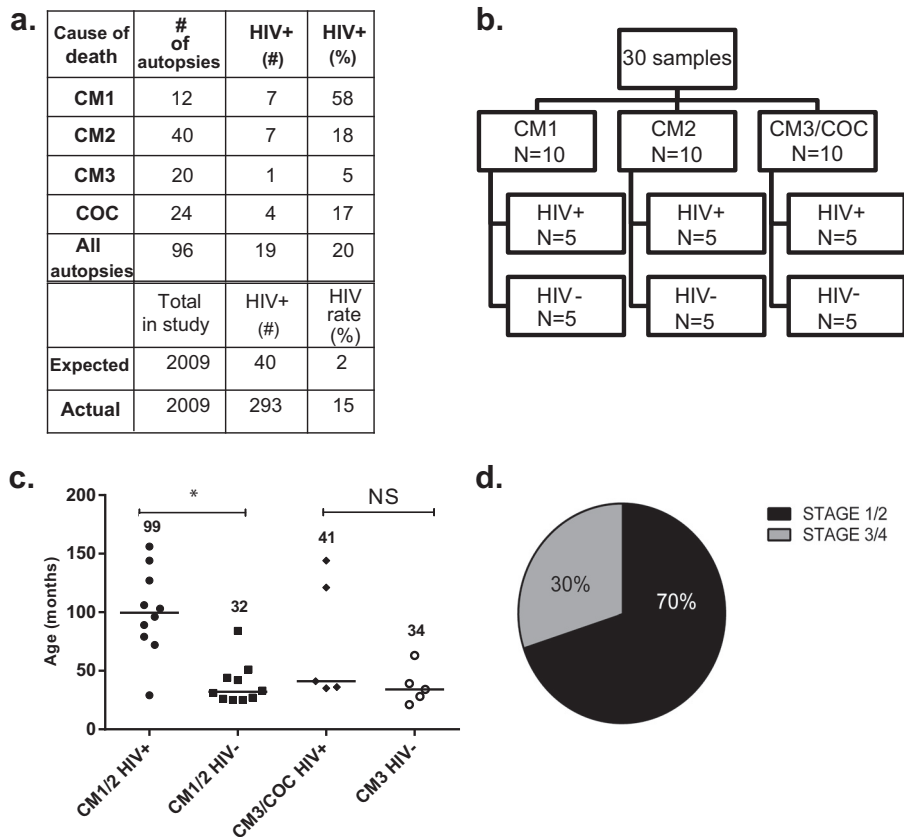 a.
Cause of death # of autopsies HIV+ (#) HIV+ (%)
CM1 12 7 58
CM2 40 7 18
CM3 20 1 5
COC 24 4 17
All autopsies 96 19 20
Total in study HIV+ (#) HIV rate (%)
Expected 2009 40 2
Actual 2009 293 15
b.
30 samples
CM1 N=10
CM2 N=10
CM3/COC N=10
HIV+ N=5
HIV+ N=5
HIV+ N=5
HIV- N=5
HIV- N=5
HIV- N=5
c.
Age (months)
200
150
100
50
0
*
NS
99
32
41
34
CM1/2 HIV+
CM1/2 HIV-
CM3/COC HIV+
CM3 HIV-
d.
STAGE 1/2
STAGE 3/4
30%
70%